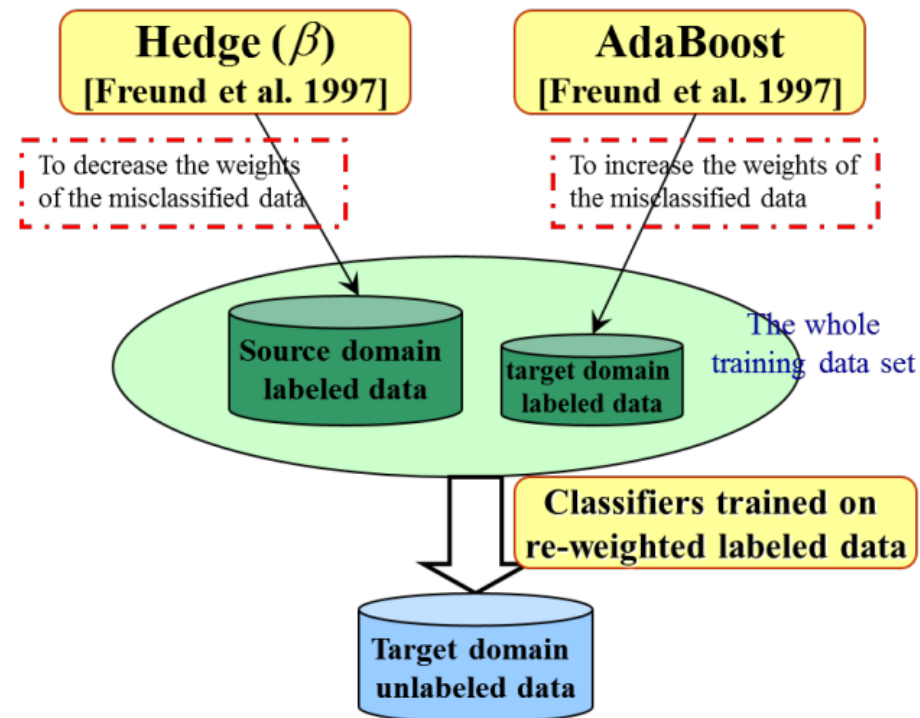 Hedge (β)
[Freund et al. 1997]
AdaBoost
[Freund et al. 1997]
To decrease the weights
of the misclassified data
To increase the weights of
the misclassified data
Source domain
labeled data
target domain
labeled data
The whole
training data set
Classifiers trained on
re-weighted labeled data
Target domain
unlabeled data